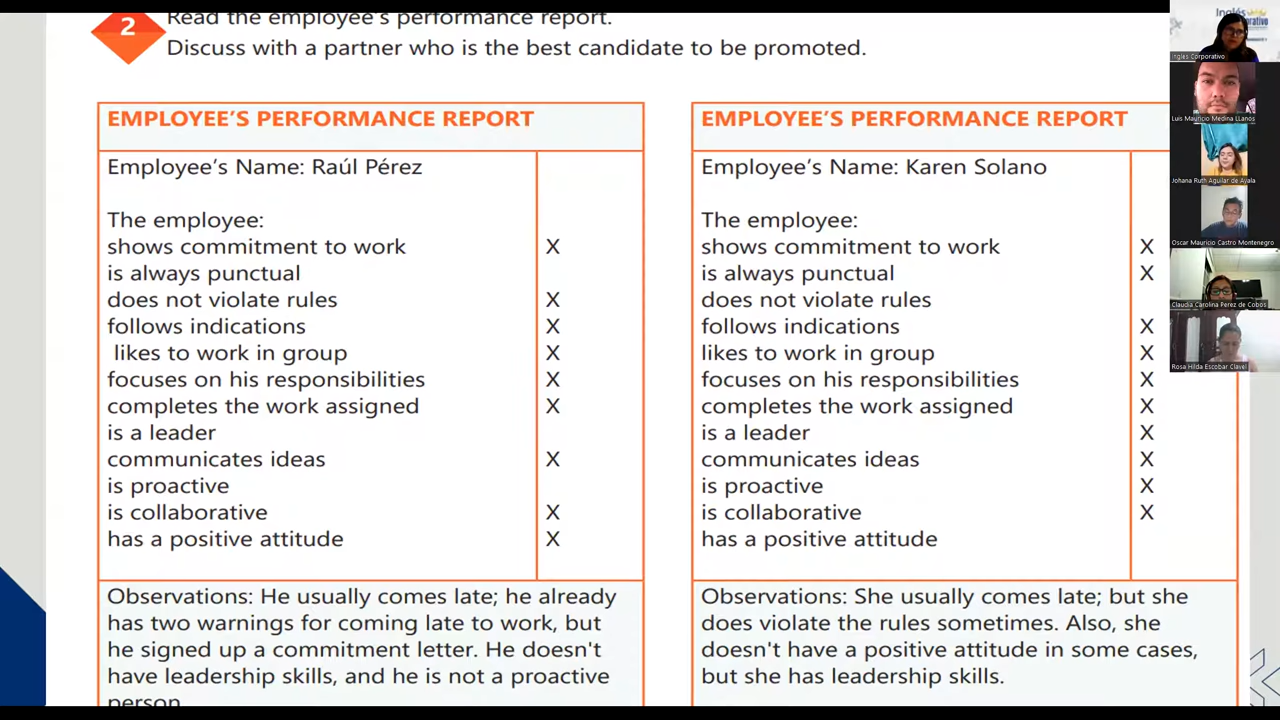 2
Read the employee's performance report.
Discuss with a partner who is the best candidate to be promoted.
EMPLOYEE'S PERFORMANCE REPORT
Employee's Name: Raúl Pérez
The employee:
shows commitment to work X
is always punctual
does not violate rules X
follows indications X
likes to work in group X
focuses on his responsibilities X
completes the work assigned X
is a leader
communicates ideas X
is proactive
is collaborative X
has a positive attitude X
Observations: He usually comes late; he already
has two warnings for coming late to work, but
he signed up a commitment letter. He doesn't
have leadership skills, and he is not a proactive
person
EMPLOYEE'S PERFORMANCE REPORT
Employee's Name: Karen Solano
The employee:
shows commitment to work X
is always punctual X
does not violate rules
follows indications X
likes to work in group X
focuses on his responsibilities X
completes the work assigned X
is a leader X
communicates ideas X
is proactive X
is collaborative X
has a positive attitude
Observations: She usually comes late; but she
does violate the rules sometimes. Also, she
doesn't have a positive attitude in some cases,
but she has leadership skills.
Inglés Corporativo
Luis Mauricio Medina LLanos
Johana Ruth Aguilar de Ayala
Oscar Mauricio Castro Montenegro
Claudia Carolina Perez de Cobos
Rosa Hilda Escobar Clavel